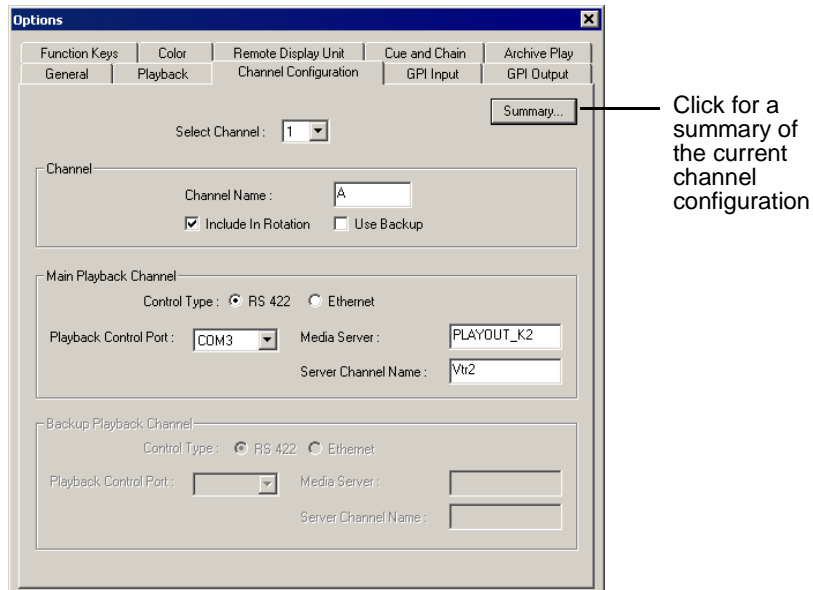 Options
Function Keys Color Remote Display Unit Cue and Chain Archive Play
General Playback Channel Configuration GPI Input GPI Output
Summary...
Click for a
summary of
the current
channel
configuration
Select Channel : 1
Channel
Channel Name : A
Include In Rotation Use Backup
Main Playback Channel
Control Type : RS 422 Ethernet
Playback Control Port : COM3 Media Server : PLAYOUT_K2
Server Channel Name : Vtr2
Backup Playback Channel
Control Type : RS 422 Ethernet
Playback Control Port : Media Server :
Server Channel Name :